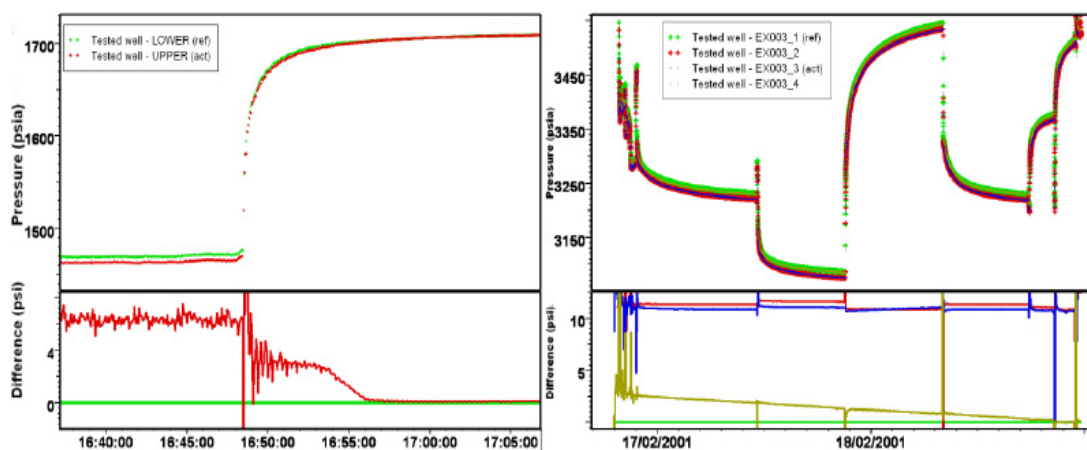 1700
1600
1500
Pressure (psia)
Tested well - LOWER (ref)
Tested well - UPPER (act)
4
0
Difference (psi)
16:40:00 16:45:00 16:50:00 16:55:00 17:00:00 17:05:00
3450
3350
3250
3150
Pressure (psia)
Tested well - EX003_1 (ref)
Tested well - EX003_2
Tested well - EX003_3 (act)
Tested well - EX003_4
10
5
Difference (psi)
17/02/2001 18/02/2001